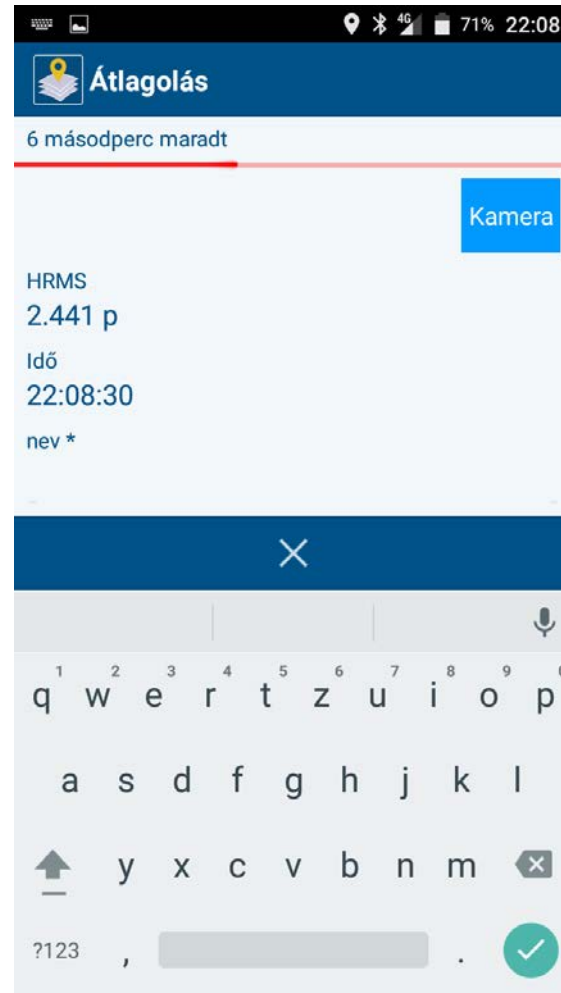 4G 71% 22:08
Átlagolás
6 másodperc maradt
Kamera
HRMS
2.441 p
Idő
22:08:30
nev *
1 2 3 4 5 6 7 8 9
q w e r t z u i o p
a s d f g h j k l
y x c v b n m
?123 , .